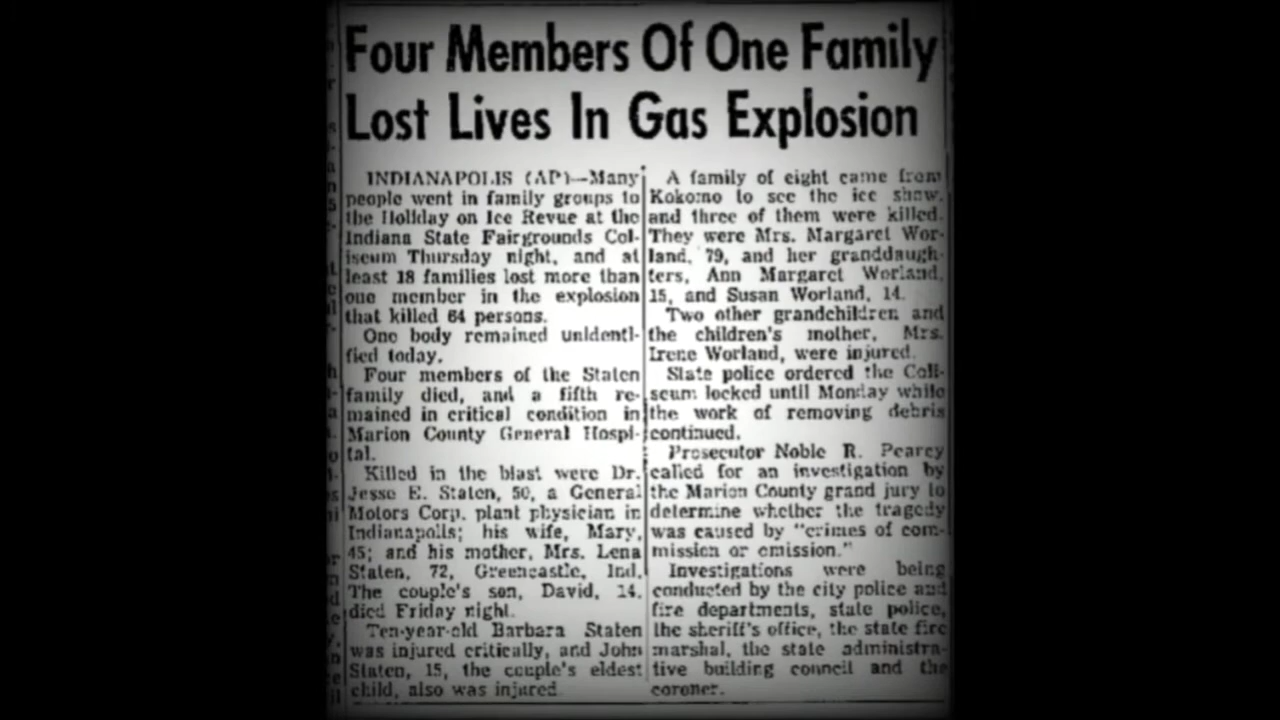 Four Members Of One Family
Lost Lives In Gas Explosion
INDIANAPOLIS (AP)—Many
people went in family groups to
the Holiday on Ice Revue at the
Indiana State Fairgrounds Col-
iseum Thursday night, and at
least 18 families lost more than
one member in the explosion
that killed 64 persons.
One body remained unidenti-
fied today.
Four members of the Staten
family died, and a fifth re-
mained in critical condition in
Marion County General Hospi-
tal.
Killed in the blast were Dr.
Jesse E. Staten, 50, a General
Motors Corp. plant physician in
Indianapolis; his wife, Mary,
45; and his mother, Mrs. Lena
Staten, 72, Greencastle, Ind.
The couple's son, David, 14,
died Friday night.
Ten-year-old Barbara Staten
was injured critically, and John
Staten, 15, the couple's eldest
child, also was injured.
A family of eight came from
Kokomo to see the ice show,
and three of them were killed.
They were Mrs. Margaret Wor-
land, 79, and her granddaugh-
ters, Ann Margaret Worland,
15, and Susan Worland, 14.
Two other grandchildren and
the children's mother, Mrs.
Irene Worland, were injured.
State police ordered the Coli-
seum locked until Monday while
the work of removing debris
continued.
Prosecutor Noble R. Pearcy
called for an investigation by
the Marion County grand jury to
determine whether the tragedy
was caused by "crimes of com-
mission or omission."
Investigations were being
conducted by the city police and
fire departments, state police,
the sheriff's office, the state fire
marshal, the state administra-
tive building council and the
coroner.